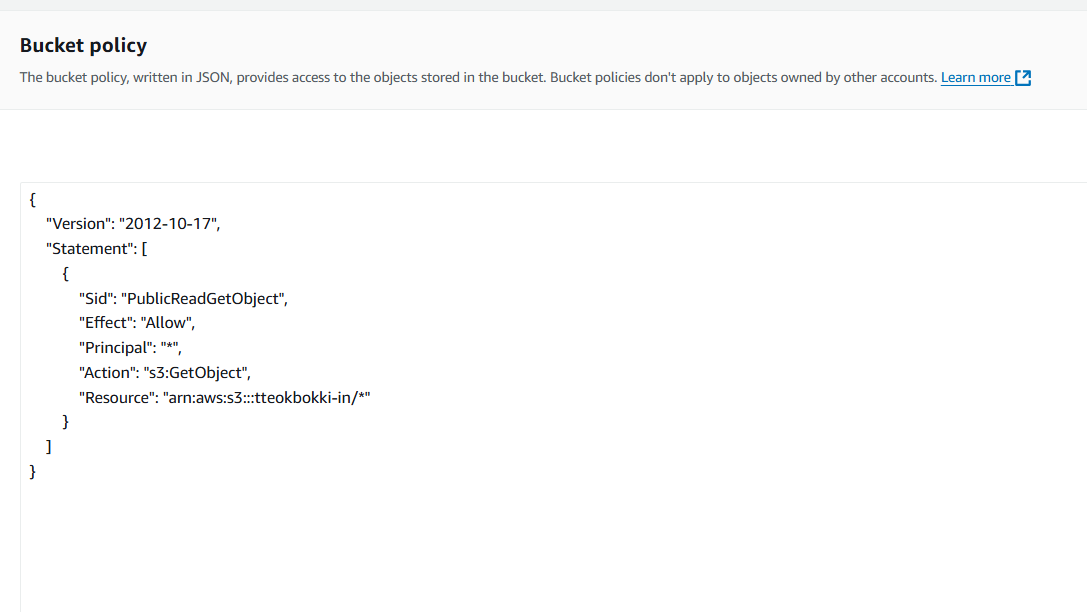 Bucket policy
The bucket policy, written in JSON, provides access to the objects stored in the bucket. Bucket policies don't apply to objects owned by other accounts. Learn more
{
"Version": "2012-10-17",
"Statement": [
{
"Sid": "PublicReadGetObject",
"Effect": "Allow",
"Principal": "*",
"Action": "s3:GetObject",
"Resource": "arn:aws:s3:::tteokbokki-in/*"
}
]
}